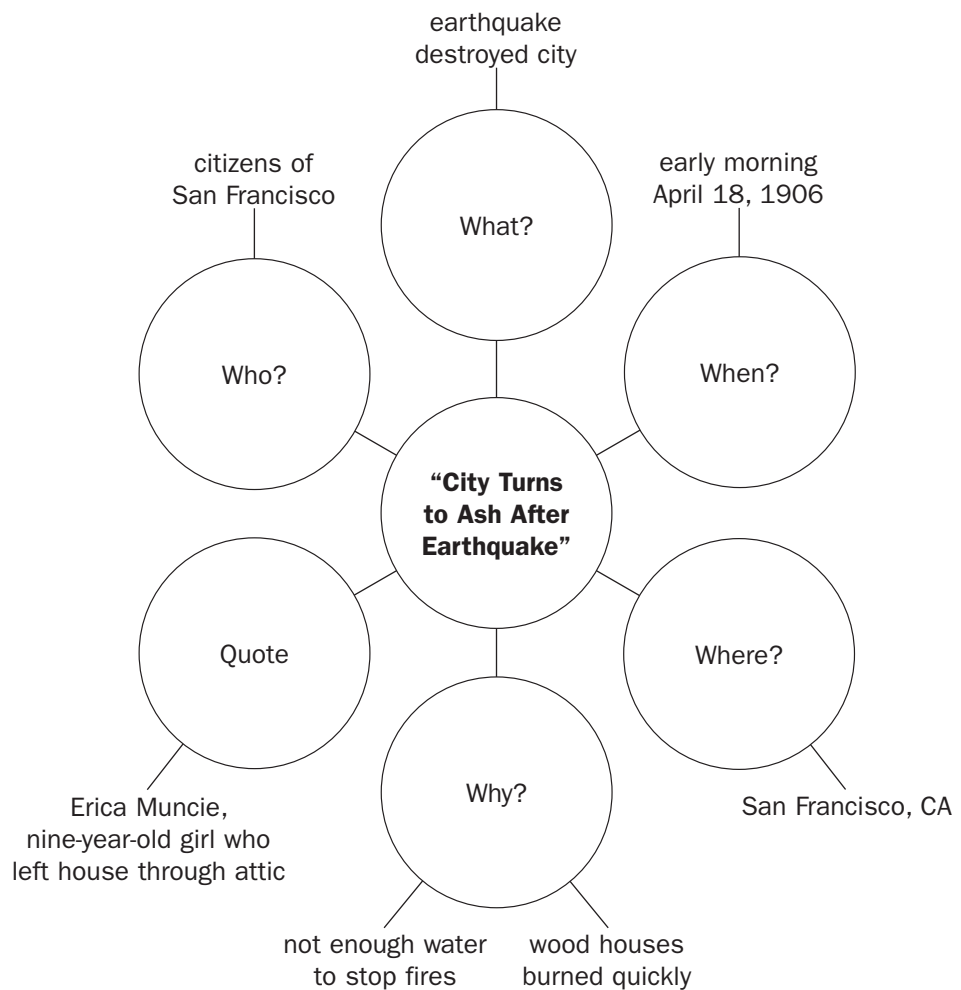 earthquake
destroyed city
What?
citizens of
San Francisco
Who?
early morning
April 18, 1906
When?
“City Turns
to Ash After
Earthquake”
Quote
Erica Muncie,
nine-year-old girl who
left house through attic
Where?
San Francisco, CA
Why?
not enough water
to stop fires
wood houses
burned quickly